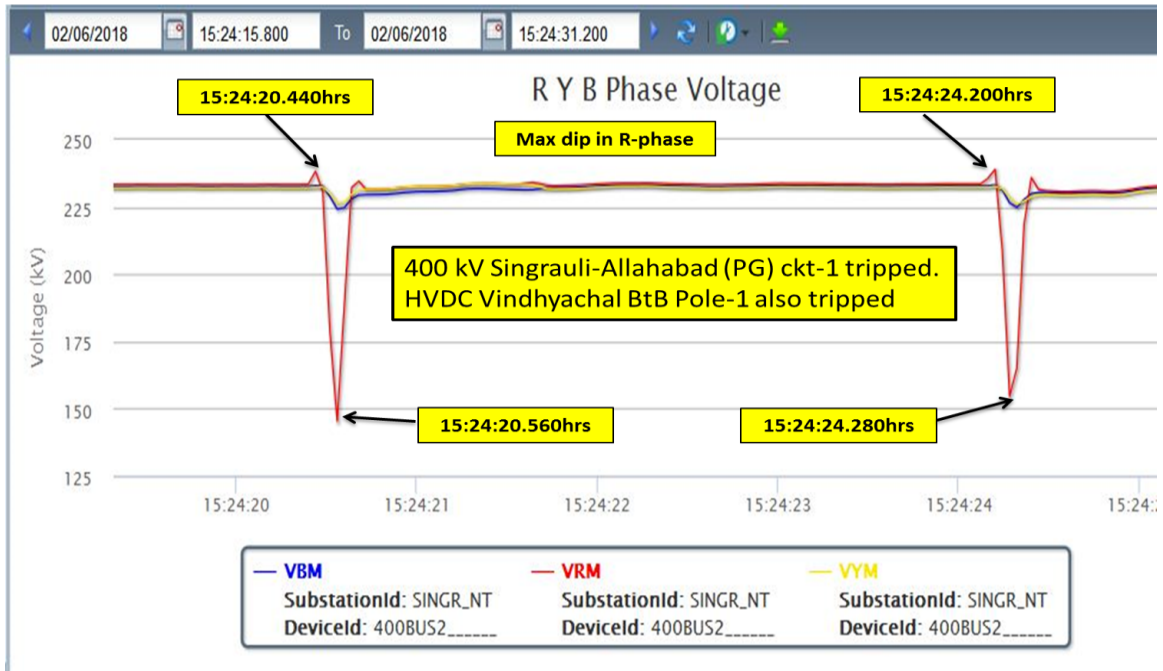 02/06/2018 15:24:15.800 To 02/06/2018 15:24:31.200
R Y B Phase Voltage
15:24:20.440hrs
15:24:24.200hrs
Max dip in R-phase
250
225
200
175
150
125
Voltage (kV)
400 kV Singrauli-Allahabad (PG) ckt-1 tripped.
HVDC Vindhyachal BtB Pole-1 also tripped
15:24:20.560hrs
15:24:24.280hrs
15:24:20 15:24:21 15:24:22 15:24:23 15:24:24
VBM
SubstationId: SINGR_NT
DeviceId: 400BUS2______
VRM
SubstationId: SINGR_NT
DeviceId: 400BUS2______
VYM
SubstationId: SINGR_NT
DeviceId: 400BUS2______